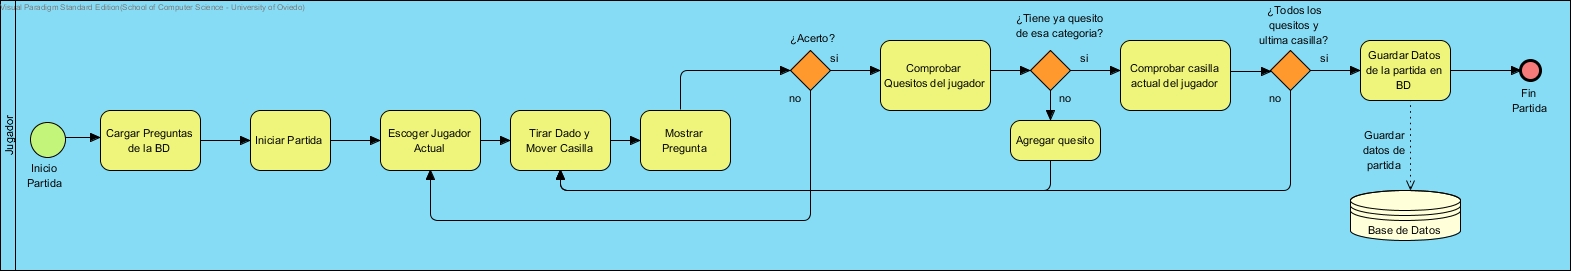 Visual Paradigm Standard Edition(School of Computer Science - University of Oviedo)
Jugador
Inicio
Partida
Cargar Preguntas
de la BD
Iniciar Partida
Escoger Jugador
Actual
Tirar Dado y
Mover Casilla
Mostrar
Pregunta
¿Acerto?
si
no
Comprobar
Quesitos del jugador
¿Tiene ya quesito
de esa categoria?
si
no
Agregar quesito
Comprobar casilla
actual del jugador
¿Todos los
quesitos y
ultima casilla?
si
no
Guardar Datos
de la partida en
BD
Guardar
datos de
partida
Base de Datos
Fin
Partida